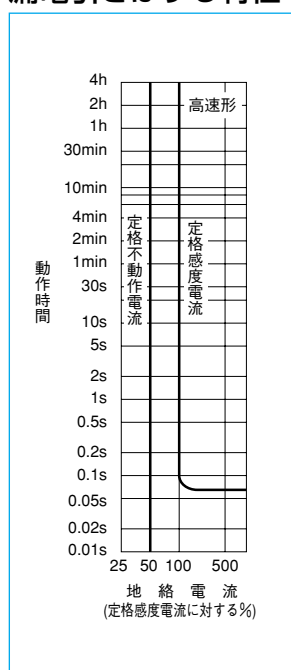 4h
2h
1h
30min
10min
4min
2min
1min
30s
10s
5s
2s
1s
0.5s
0.2s
0.1s
0.05s
0.02s
0.01s
動作時間
高速形
定格不動作電流
定格感度電流
25 50 100 500
地絡電流
(定格感度電流に対する%)